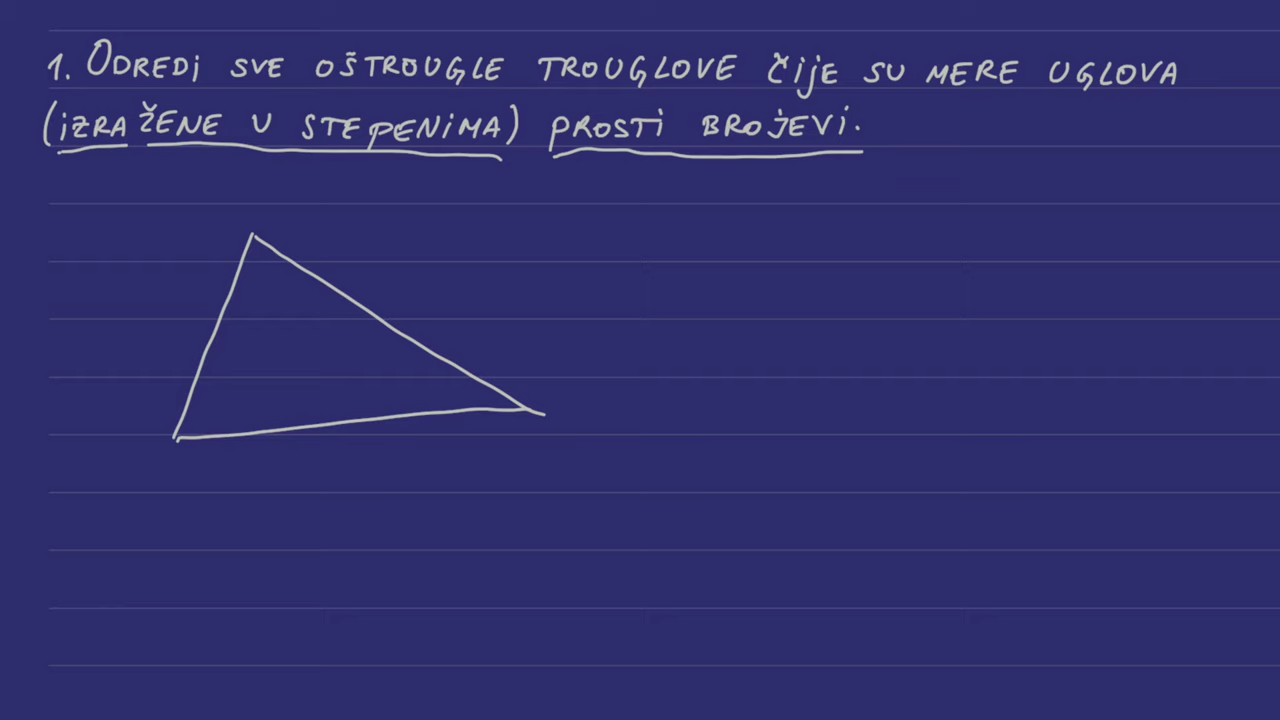 1. ODREDi SVE OŠTROUGLE TROUGLOVE ČiJE SU MERE UGLOVA
(iZRAŽENE U STEPENiMA) PROSTi BROJEVi.